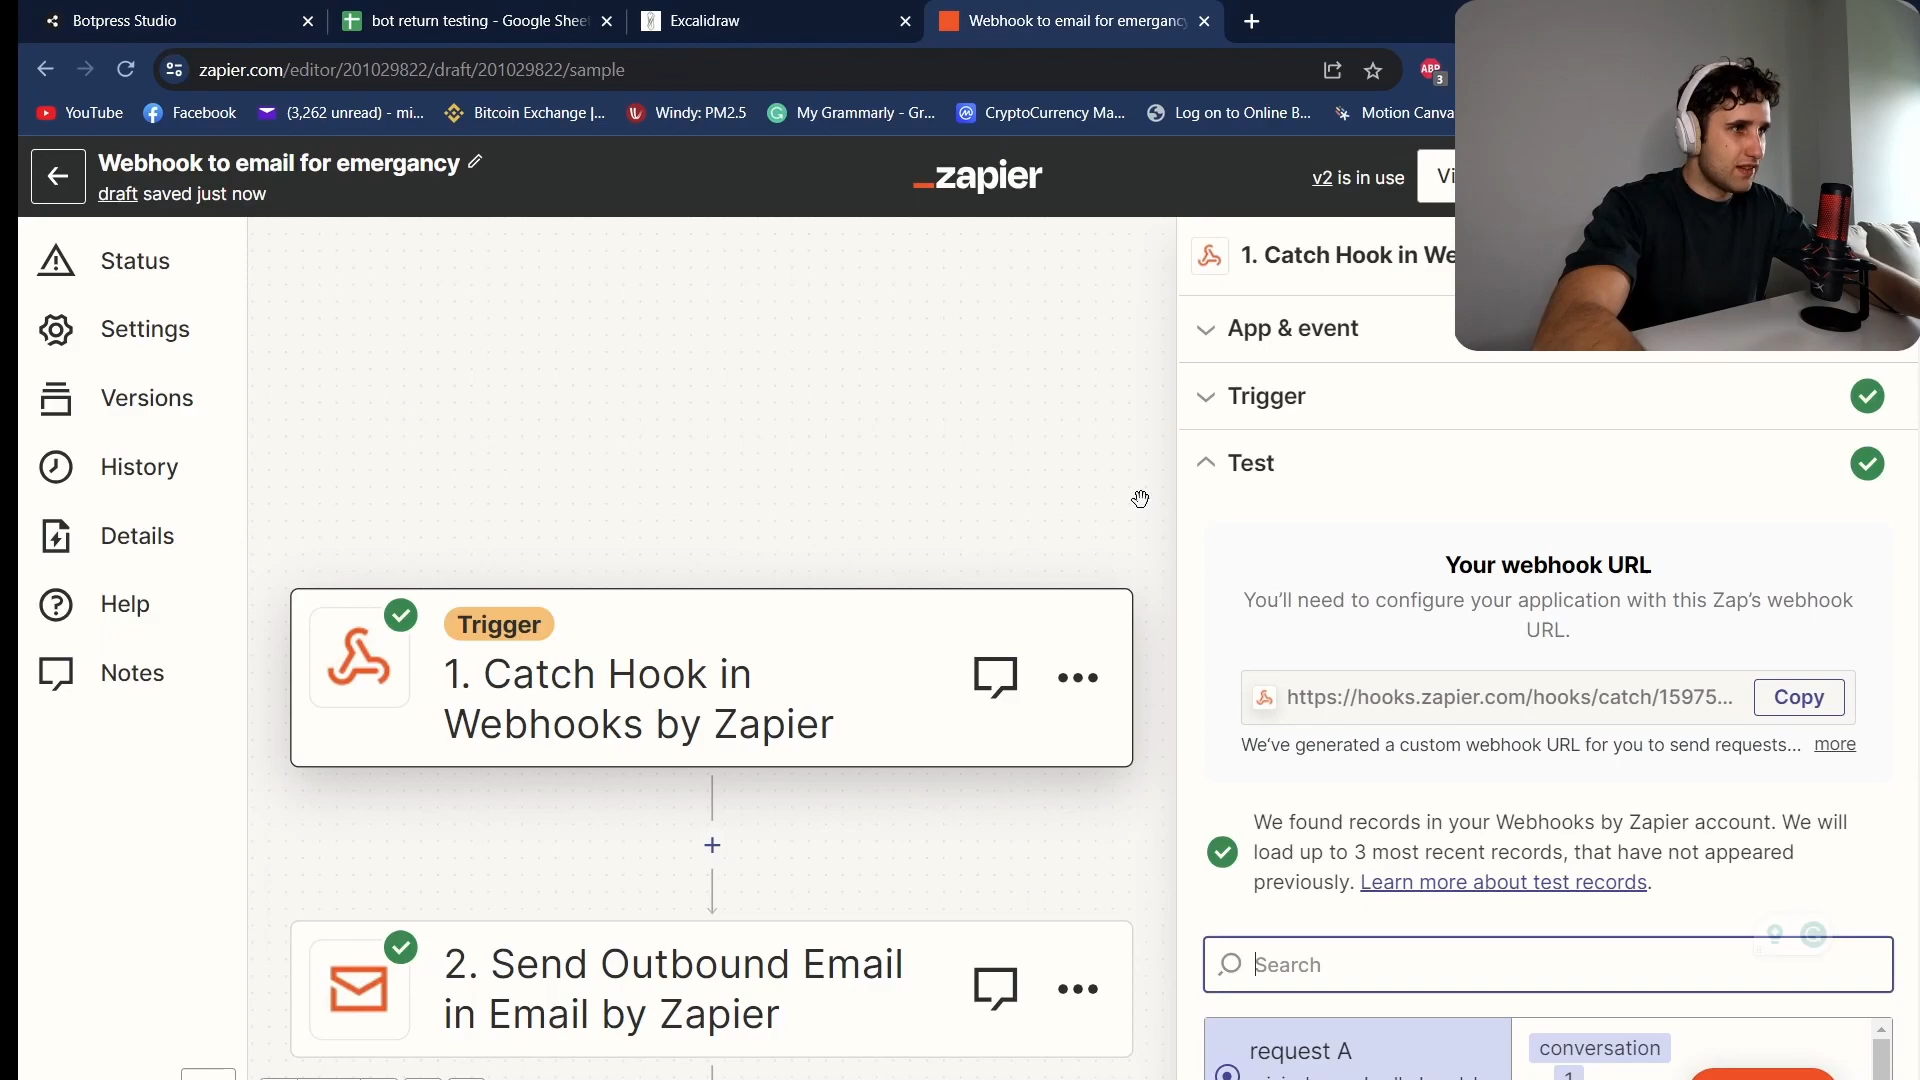 Botpress Studio
bot return testing - Google Shee
Excalidraw
Webhook to email for emerganc
zapier.com/editor/201029822/draft/201029822/sample
ABP
3
YouTube
Facebook
(3,262 unread) - mi...
Bitcoin Exchange |...
Windy: PM2.5
My Grammarly - Gr...
CryptoCurrency Ma...
Log on to Online B...
Motion Canva
Webhook to email for emergancy
draft saved just now
zapier
v2 is in use
Vi
Status
Settings
Versions
History
Details
Help
Notes
Trigger
1. Catch Hook in
Webhooks by Zapier
2. Send Outbound Email
in Email by Zapier
1. Catch Hook in We
App & event
Trigger
Test
Your webhook URL
You'll need to configure your application with this Zap's webhook
URL.
https://hooks.zapier.com/hooks/catch/15975...
Copy
We've generated a custom webhook URL for you to send requests... more
We found records in your Webhooks by Zapier account. We will
load up to 3 most recent records, that have not appeared
previously. Learn more about test records.
Search
request A
conversation
1